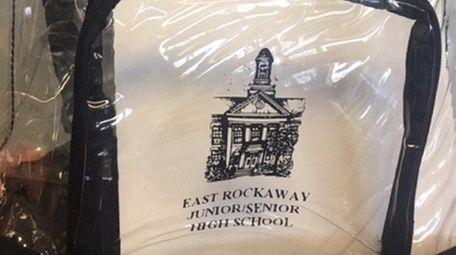 EAST ROCKAWAY
JUNIOR/SENIOR
HIGH SCHOOL